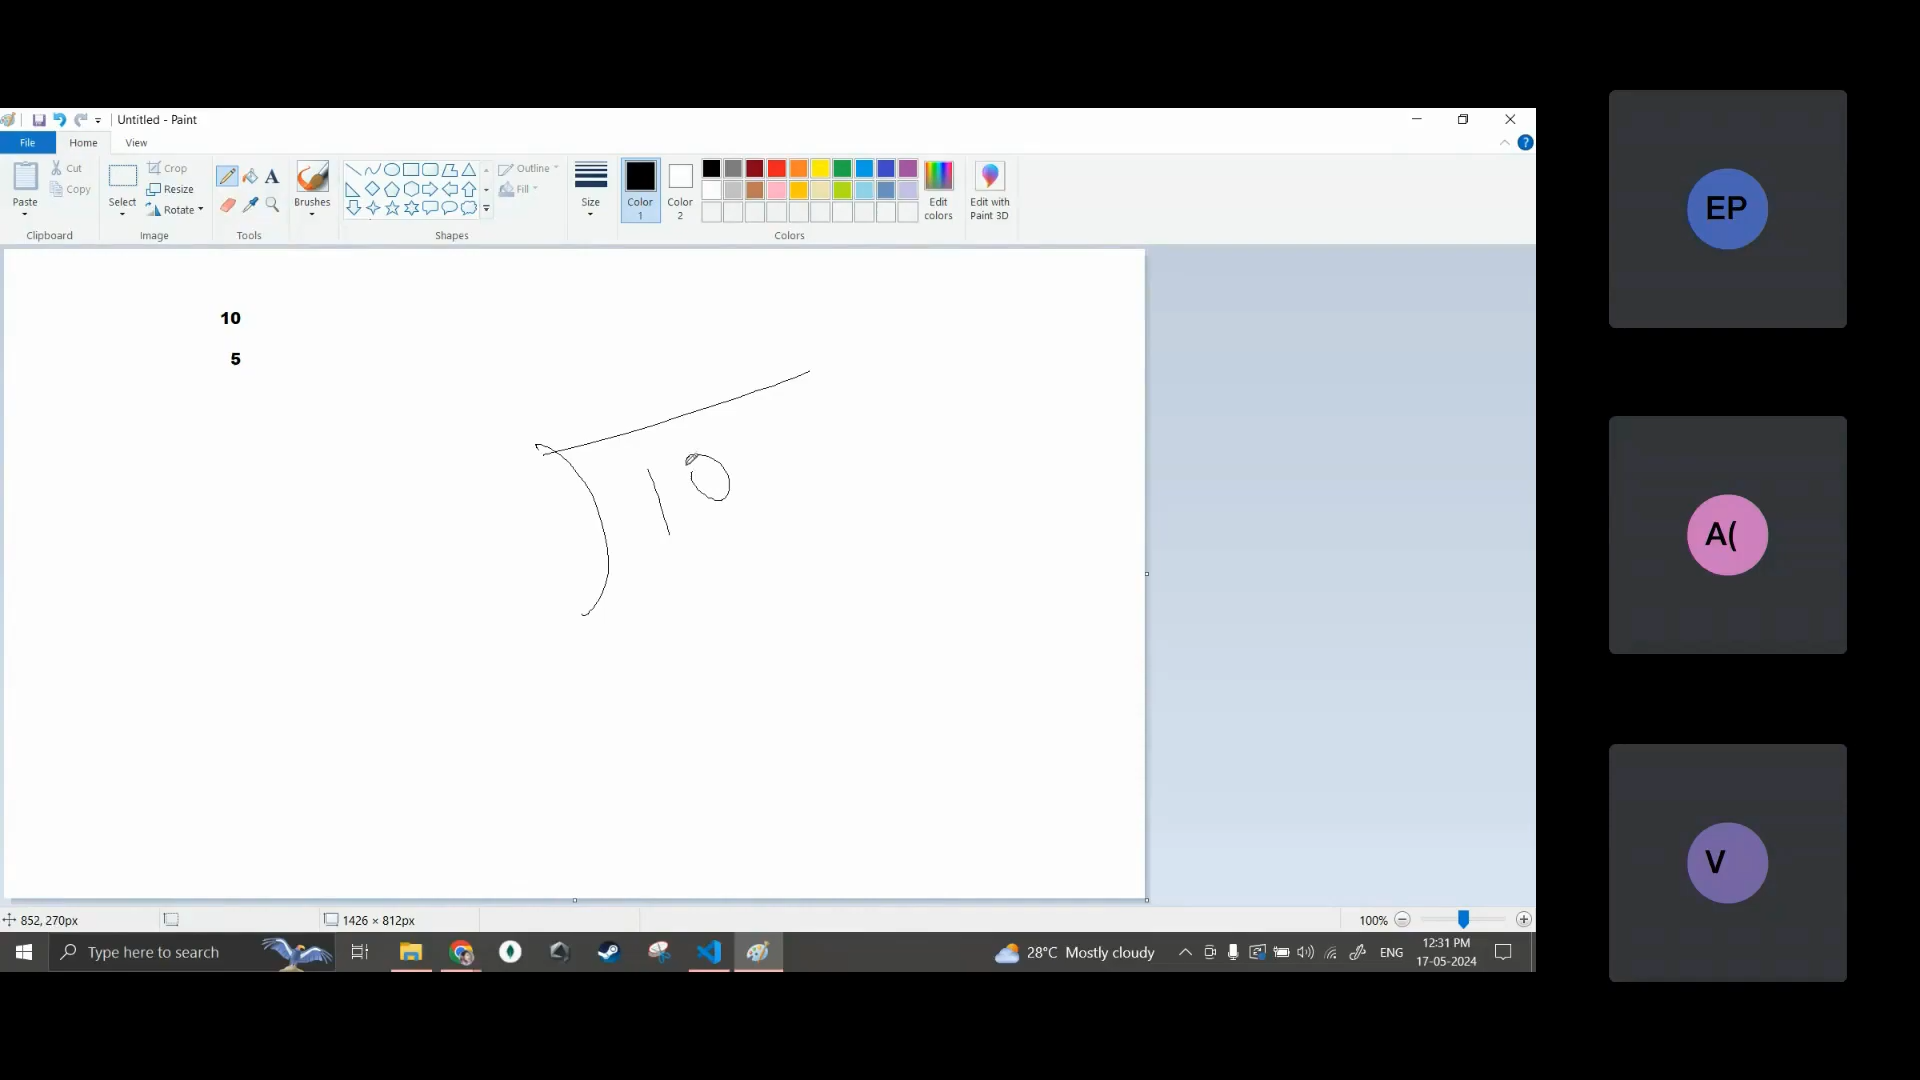 Untitled - Paint
File
Home
View
Paste
Cut
Copy
Clipboard
Select
Crop
Resize
Rotate
Image
A
Tools
Brushes
Shapes
Outline
Fill
Size
Color
1
Color
2
Colors
Edit
colors
Edit with
Paint 3D
10
5
10
852, 270px
1426 × 812px
100%
Type here to search
28°C Mostly cloudy
ENG
12:31 PM
17-05-2024
EP
A(
V